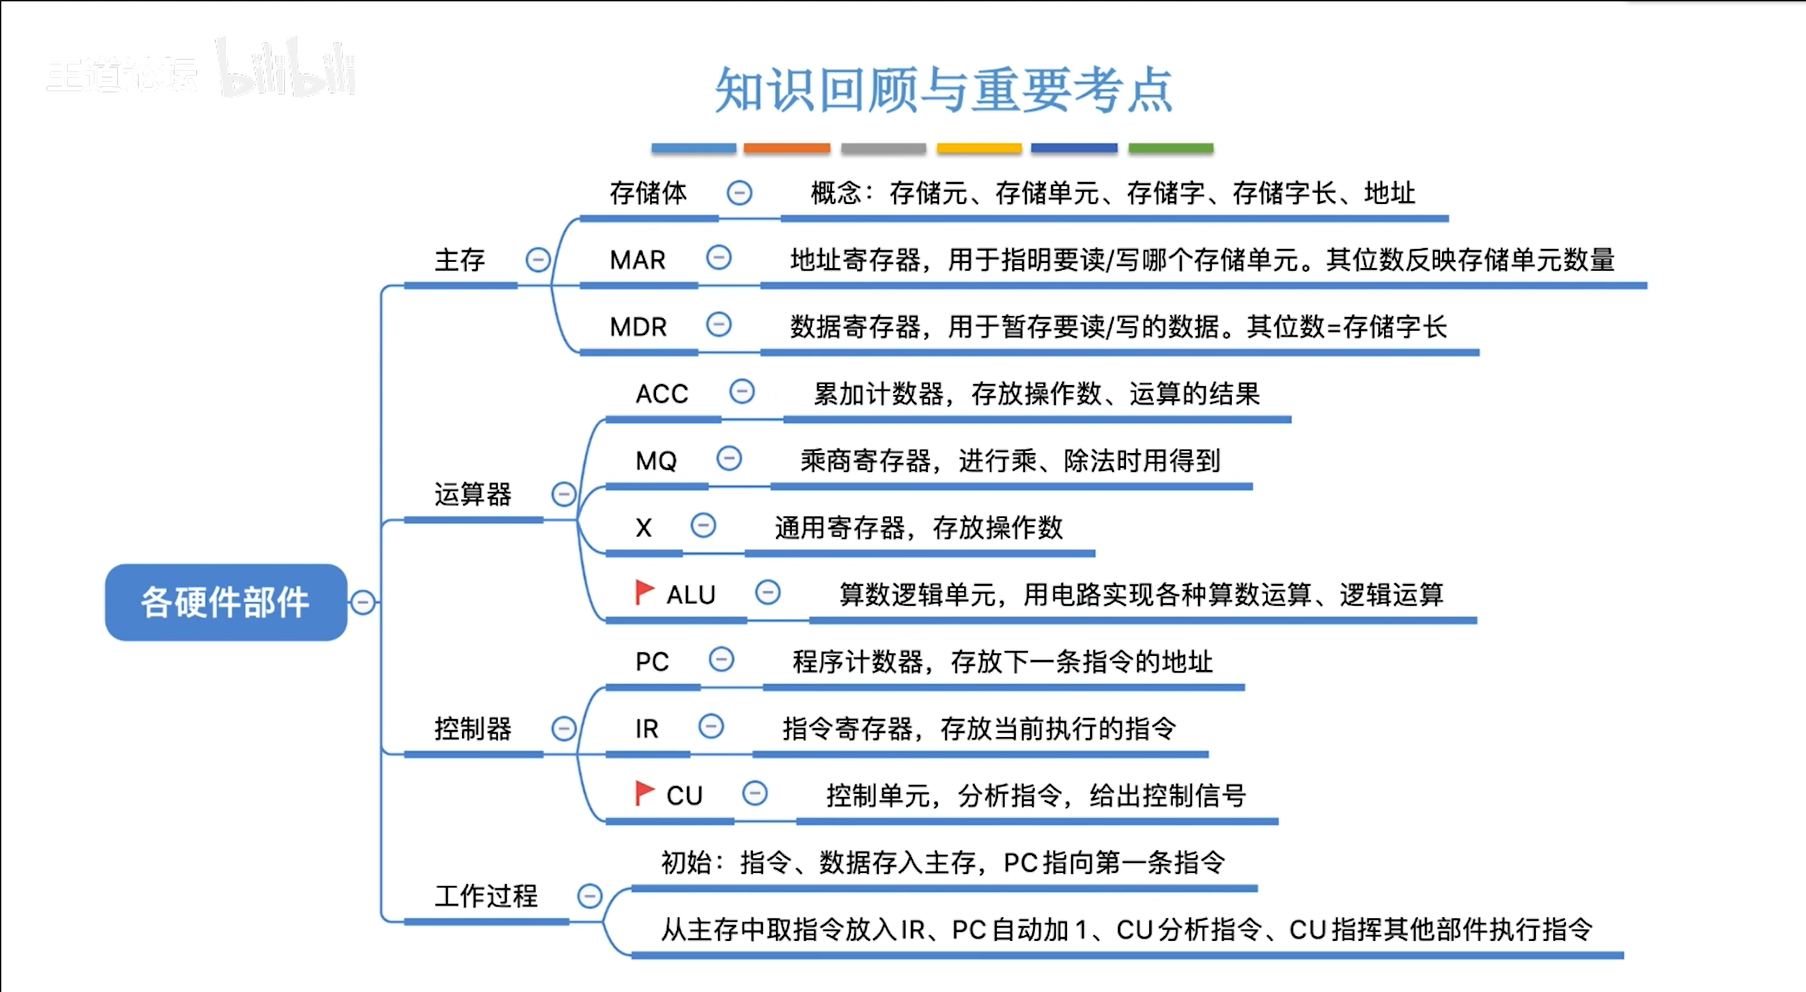 王道论坛 bilibili
知识回顾与重要考点
存储体 概念：存储元、存储单元、存储字、存储字长、地址
主存
MAR 地址寄存器，用于指明要读/写哪个存储单元。其位数反映存储单元数量
MDR 数据寄存器，用于暂存要读/写的数据。其位数=存储字长
ACC 累加计数器，存放操作数、运算的结果
MQ 乘商寄存器，进行乘、除法时用得到
运算器
X 通用寄存器，存放操作数
ALU 算数逻辑单元，用电路实现各种算数运算、逻辑运算
各硬件部件
PC 程序计数器，存放下一条指令的地址
控制器
IR 指令寄存器，存放当前执行的指令
CU 控制单元，分析指令，给出控制信号
初始：指令、数据存入主存，PC指向第一条指令
工作过程
从主存中取指令放入IR、PC自动加1、CU分析指令、CU指挥其他部件执行指令